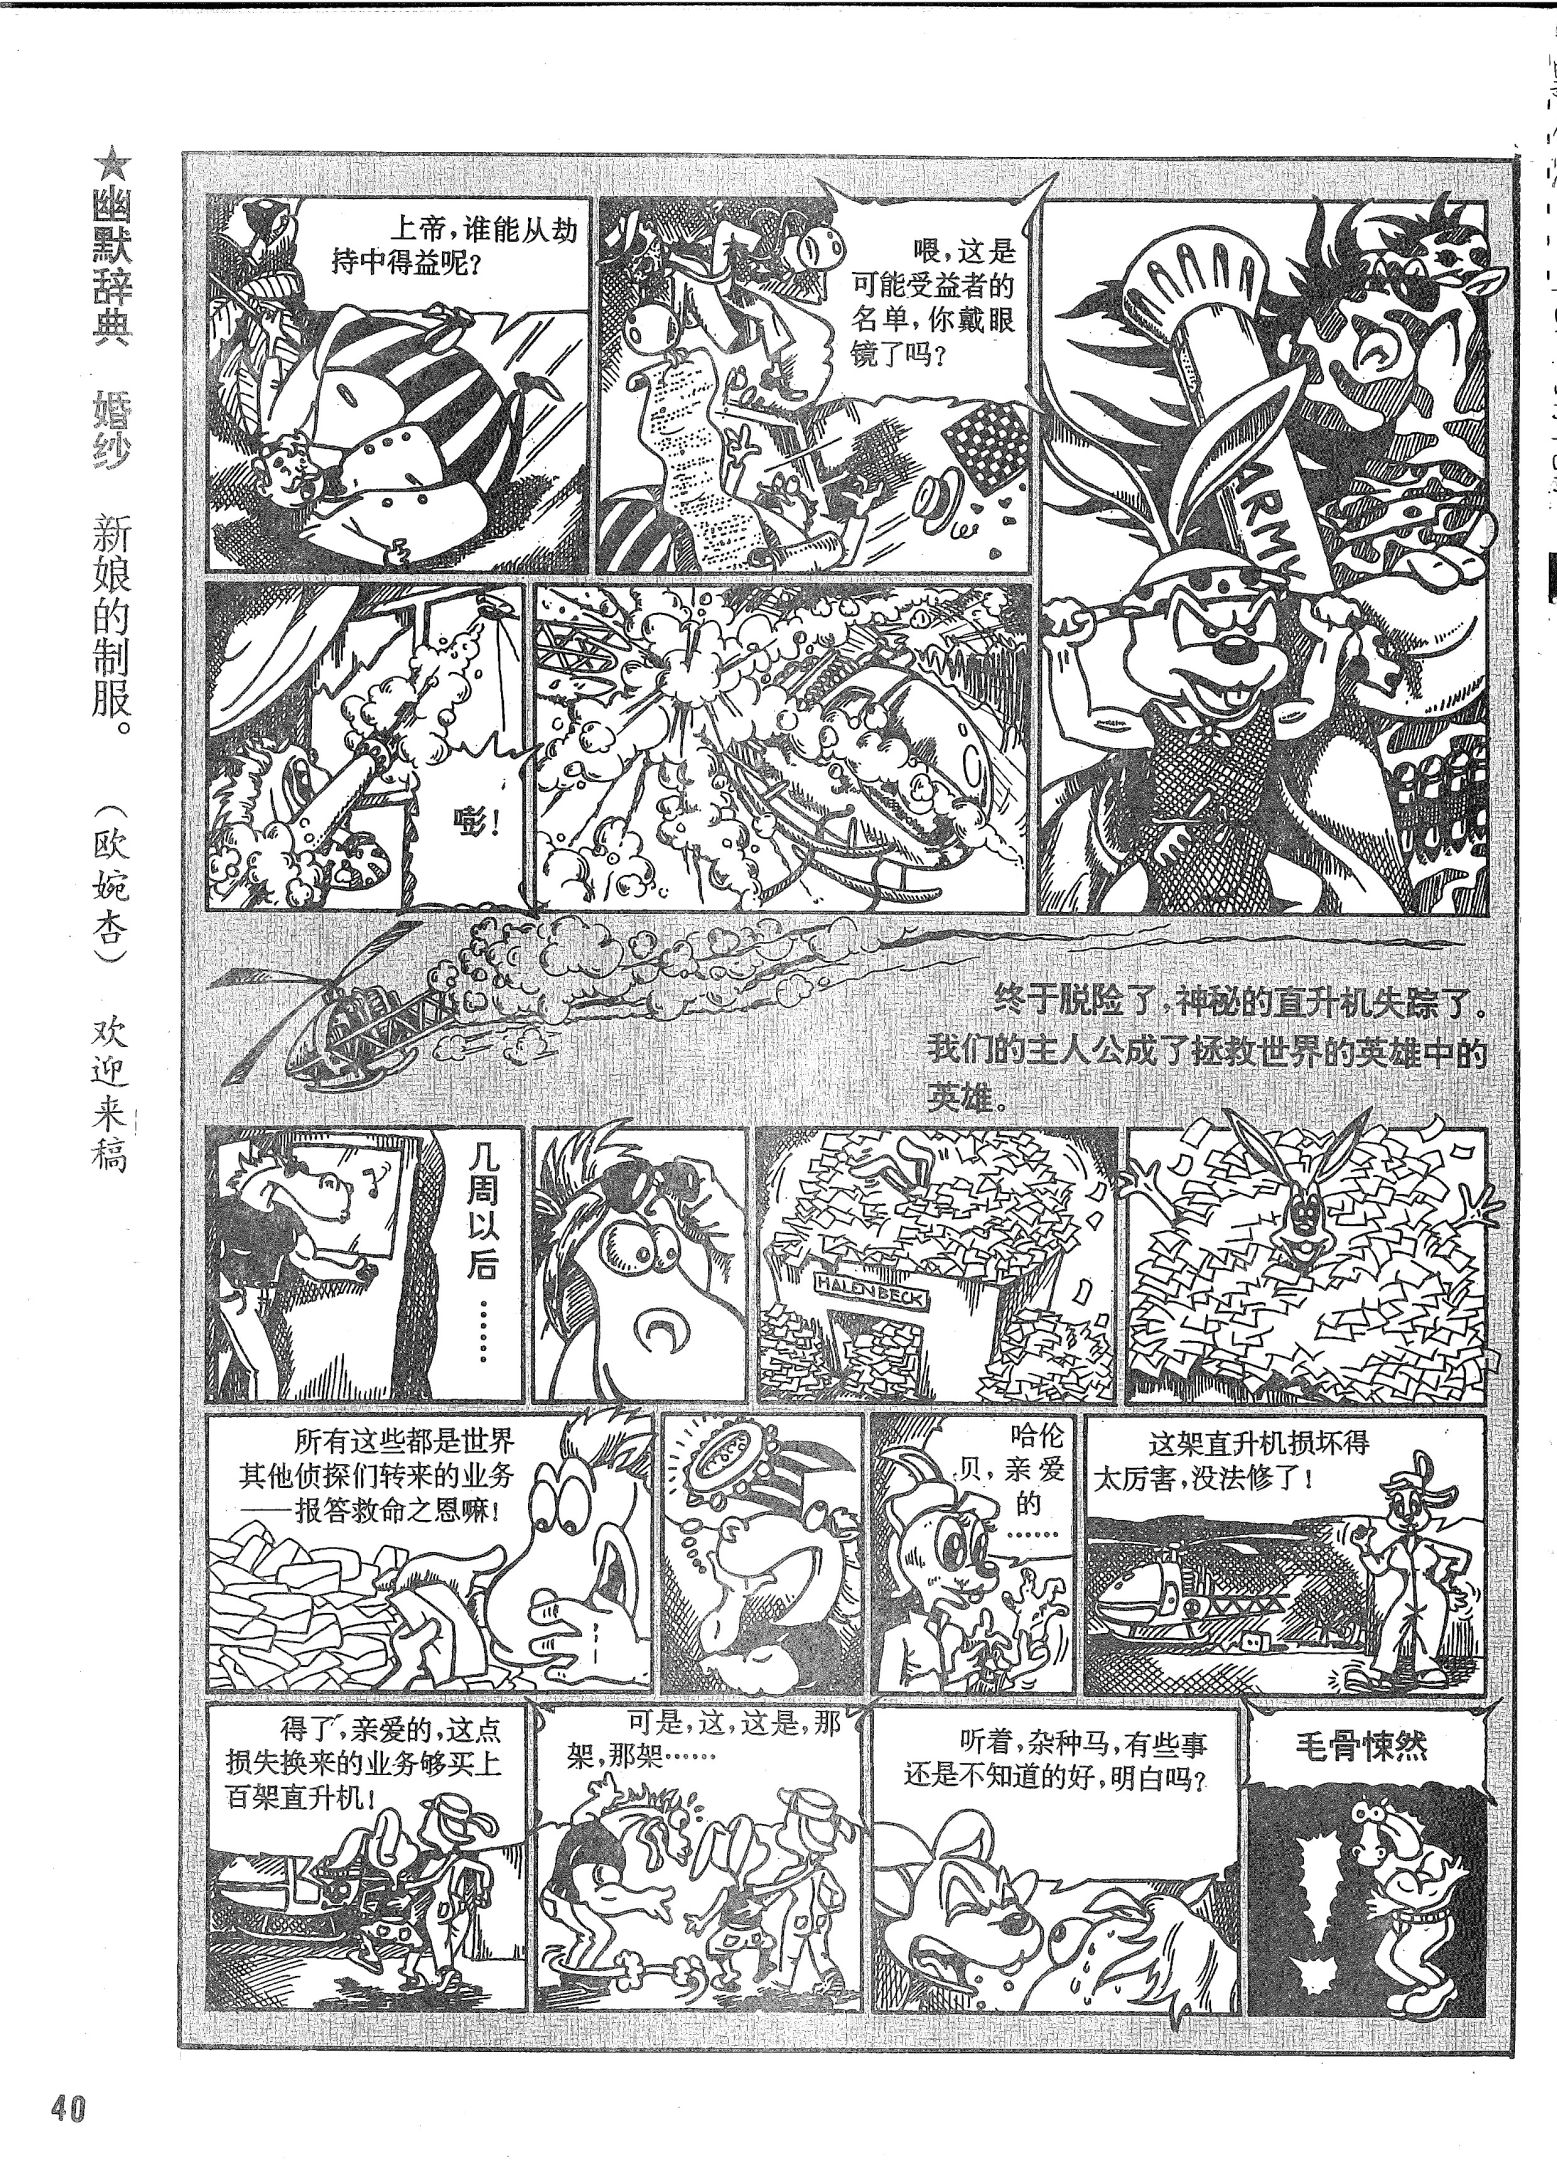 ★幽默辞典 婚纱 新娘的制服。 （欧婉杏） 欢迎来稿
上帝，谁能从劫
持中得益呢？
喂，这是
可能受益者的
名单，你戴眼
镜了吗？
ARMY
嘭！
终于脱险了，神秘的直升机失踪了。
我们的主人公成了拯救世界的英雄中的
英雄。
几周以后……
HALENBECK
所有这些都是世界
其他侦探们转来的业务
——报答救命之恩嘛！
哈伦
贝，亲爱
的
……
这架直升机损坏得
太厉害，没法修了！
得了，亲爱的，这点
损失换来的业务够买上
百架直升机！
可是，这，这是，那
架，那架……
听着，杂种马，有些事
还是不知道的好，明白吗？
毛骨悚然
40